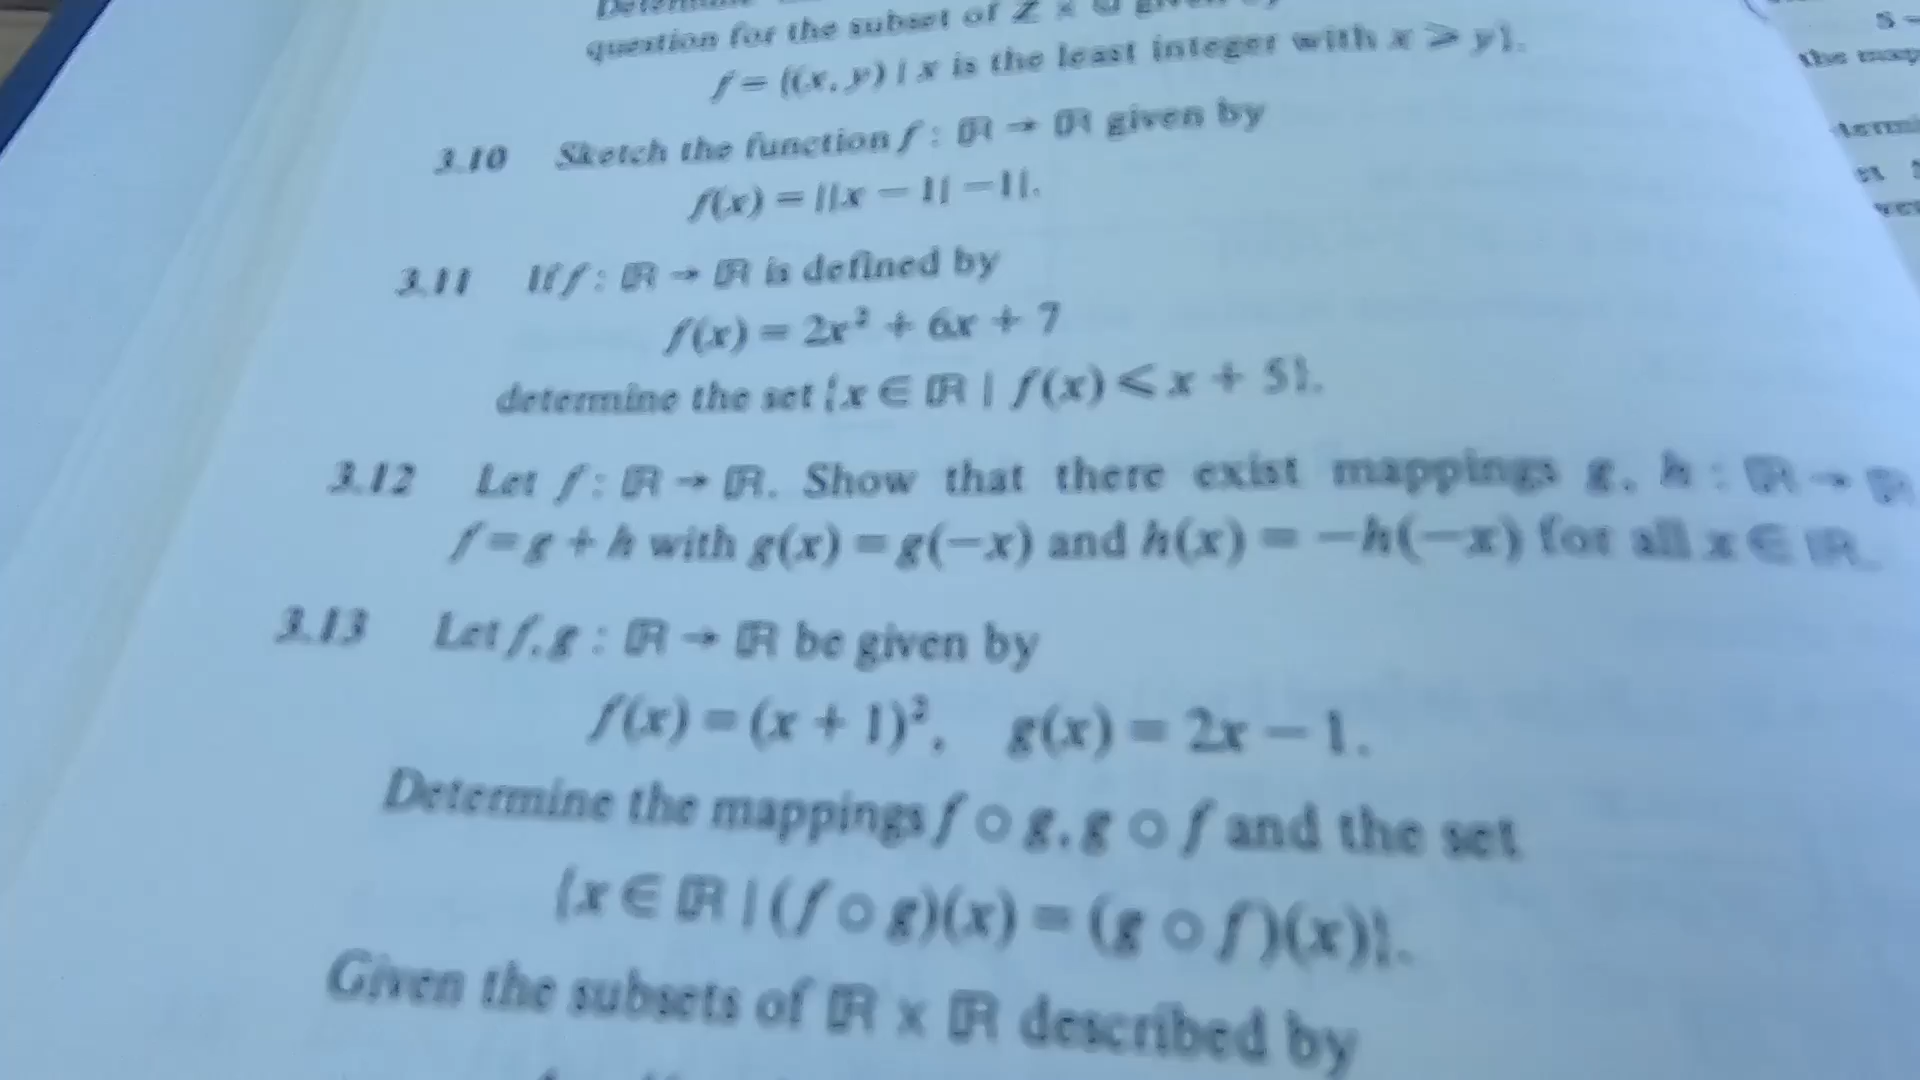 question for the subset of Z ×
f = {(x, y) | x is the least integer with x ⩾ y}.
3.10 Sketch the function f : ℝ → ℝ given by
f(x) = ||x − 1| − 1|.
3.11 If f : ℝ → ℝ is defined by
f(x) = 2x² + 6x + 7
determine the set {x ∈ ℝ | f(x) ⩽ x + 5}.
3.12 Let f : ℝ → ℝ. Show that there exist mappings g, h : ℝ → ℝ
f = g + h with g(x) = g(−x) and h(x) = −h(−x) for all x ∈ ℝ.
3.13 Let f, g : ℝ → ℝ be given by
f(x) = (x + 1)², g(x) = 2x − 1.
Determine the mappings f ○ g, g ○ f and the set
{x ∈ ℝ | (f ○ g)(x) = (g ○ f)(x)}.
Given the subsets of ℝ × ℝ described by
5 −
the map